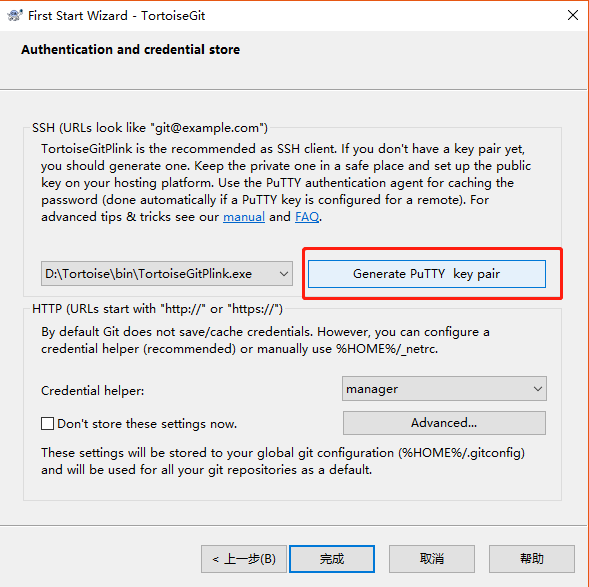 First Start Wizard - TortoiseGit
Authentication and credential store
SSH (URLs look like "git@example.com")
TortoiseGitPlink is the recommended as SSH client. If you don't have a key pair yet,
you should generate one. Keep the private one in a safe place and set up the public
key on your hosting platform. Use the PuTTY authentication agent for caching the
password (done automatically if a PuTTY key is configured for a remote). For
advanced tips & tricks see our manual and FAQ.
D:\Tortoise\bin\TortoiseGitPlink.exe
Generate PuTTY key pair
HTTP (URLs start with "http://" or "https://")
By default Git does not save/cache credentials. However, you can configure a
credential helper (recommended) or manually use %HOME%/_netrc.
Credential helper:
manager
Don't store these settings now.
Advanced...
These settings will be stored to your global git configuration (%HOME%/.gitconfig)
and will be used for all your git repositories as a default.
< 上一步(B)
完成
取消
帮助